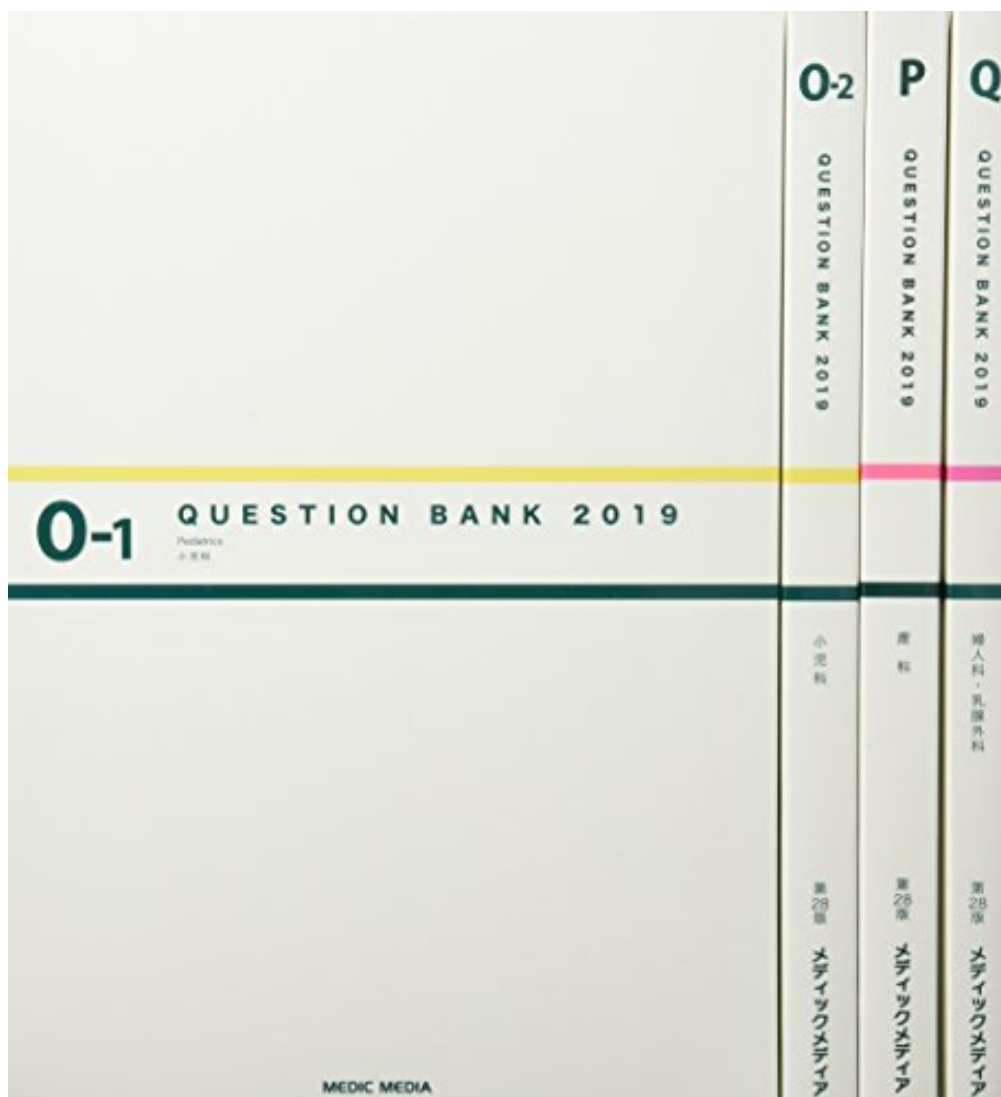 O-1
QUESTION BANK 2019
Pediatrics
小児科
MEDIC MEDIA
O-2
QUESTION BANK 2019
小児科
第28版
メディックメディア
P
QUESTION BANK 2019
産科
第28版
メディックメディア
Q
QUESTION BANK 2019
婦人科・乳腺外科
第28版
メディックメディア